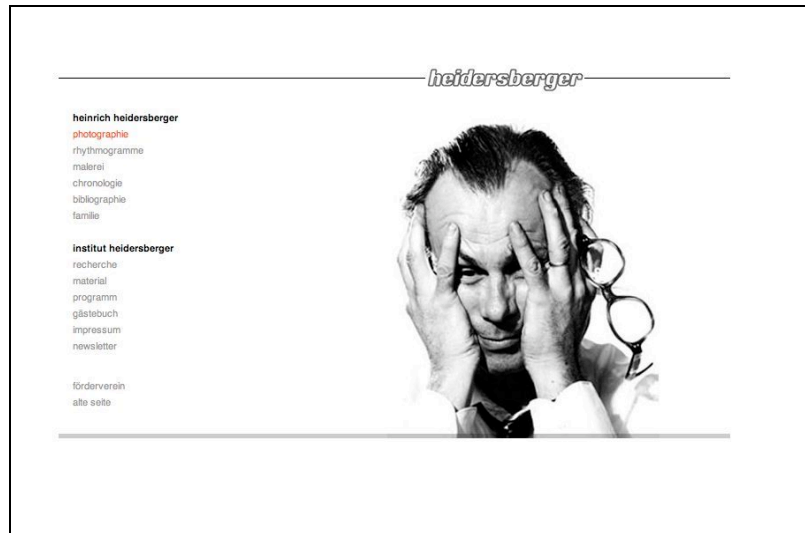 heidersberger
heinrich heidersberger
photographie
rhythmogramme
malerei
chronologie
bibliographie
familie
institut heidersberger
recherche
material
programm
gästebuch
impressum
newsletter
förderverein
alte seite